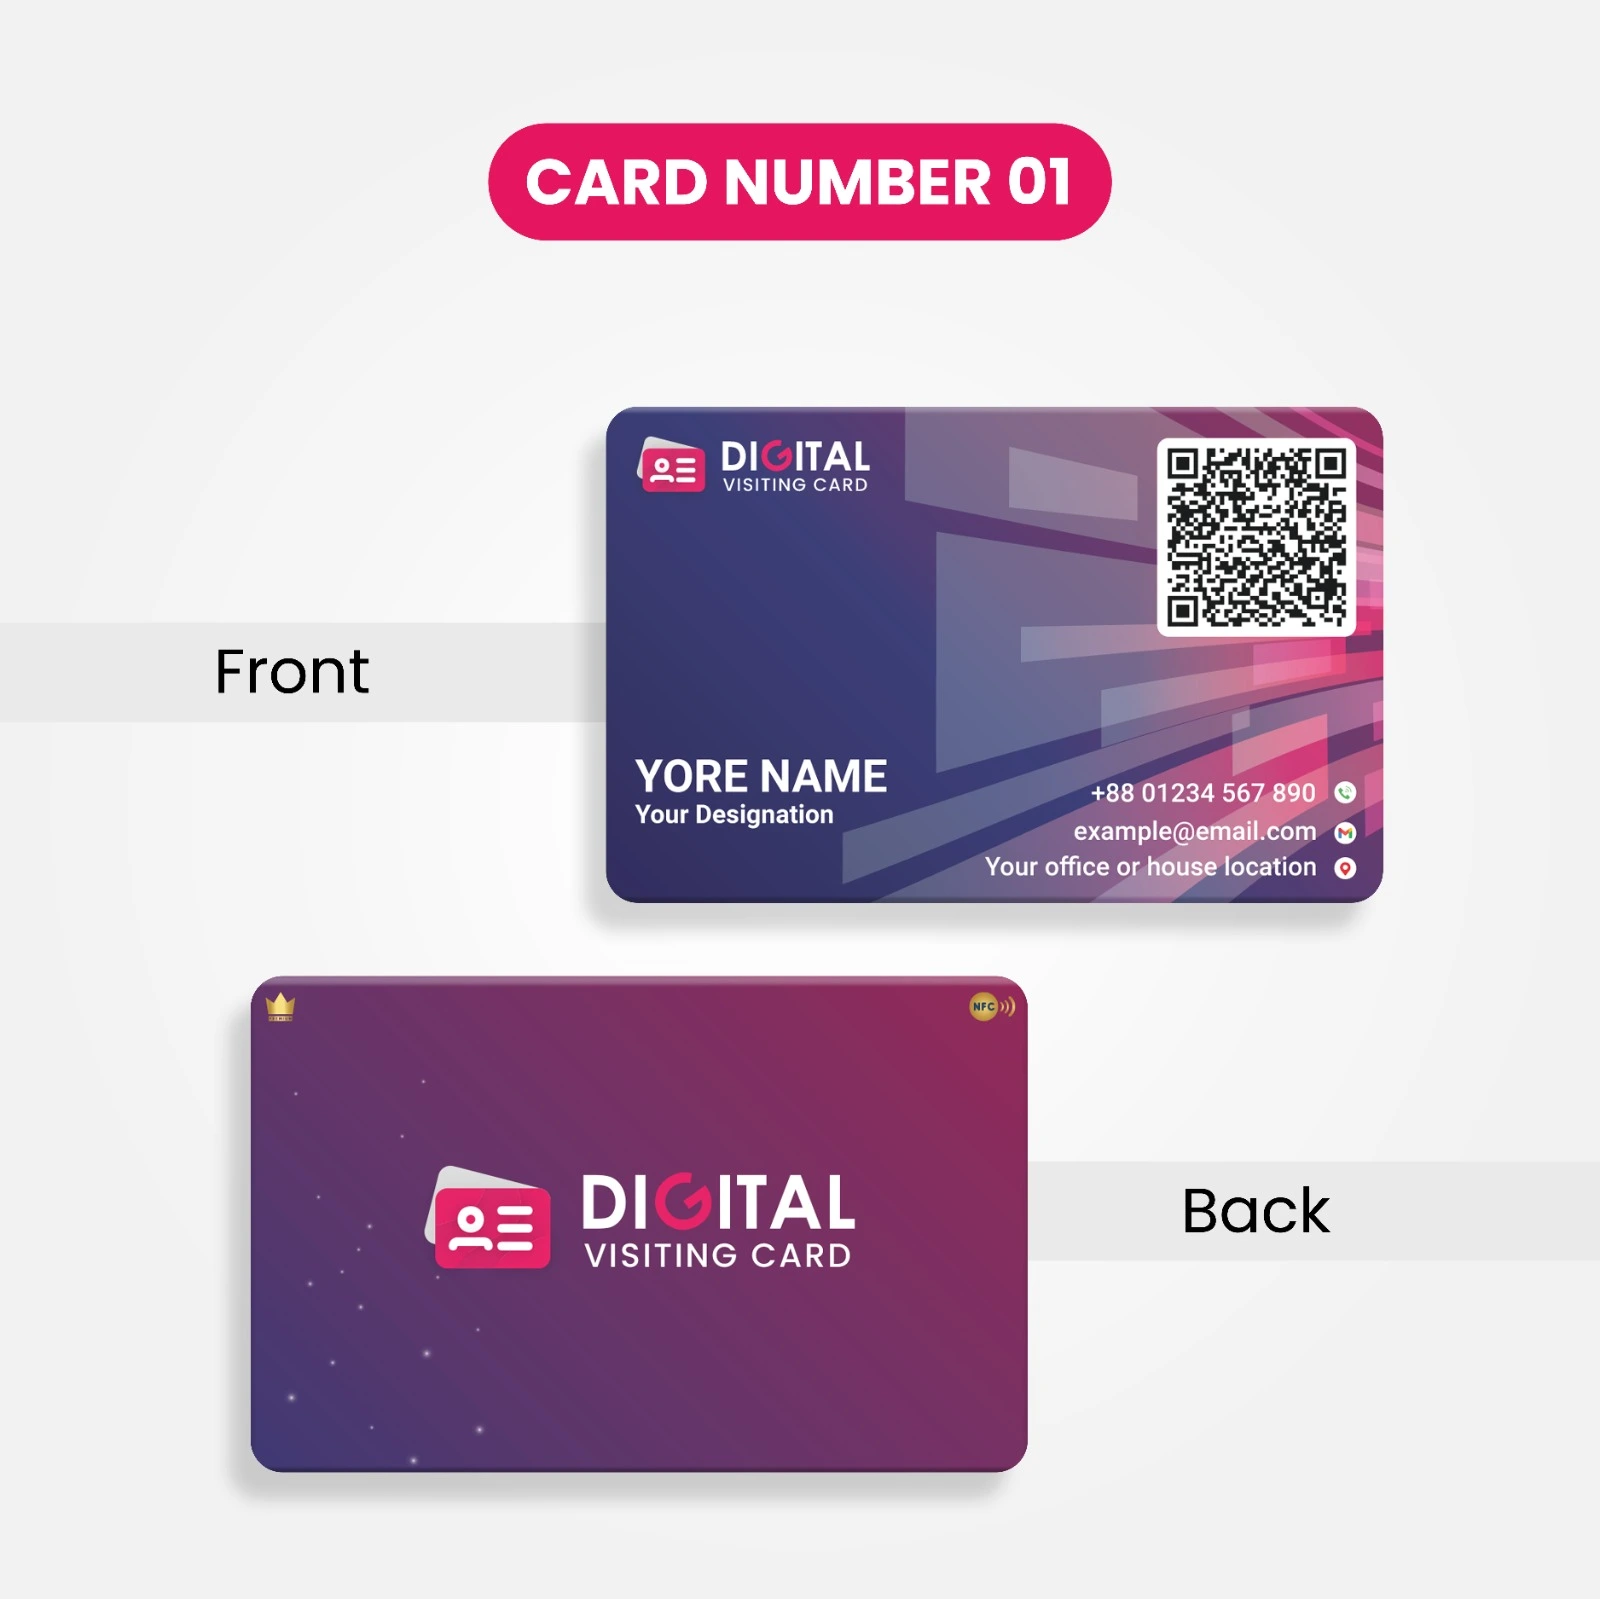 CARD NUMBER 01
DIGITAL
VISITING CARD
Front
YORE NAME
Your Designation
+88 01234 567 890
example@email.com
Your office or house location
PREMIUM
NFC
DIGITAL
VISITING CARD
Back